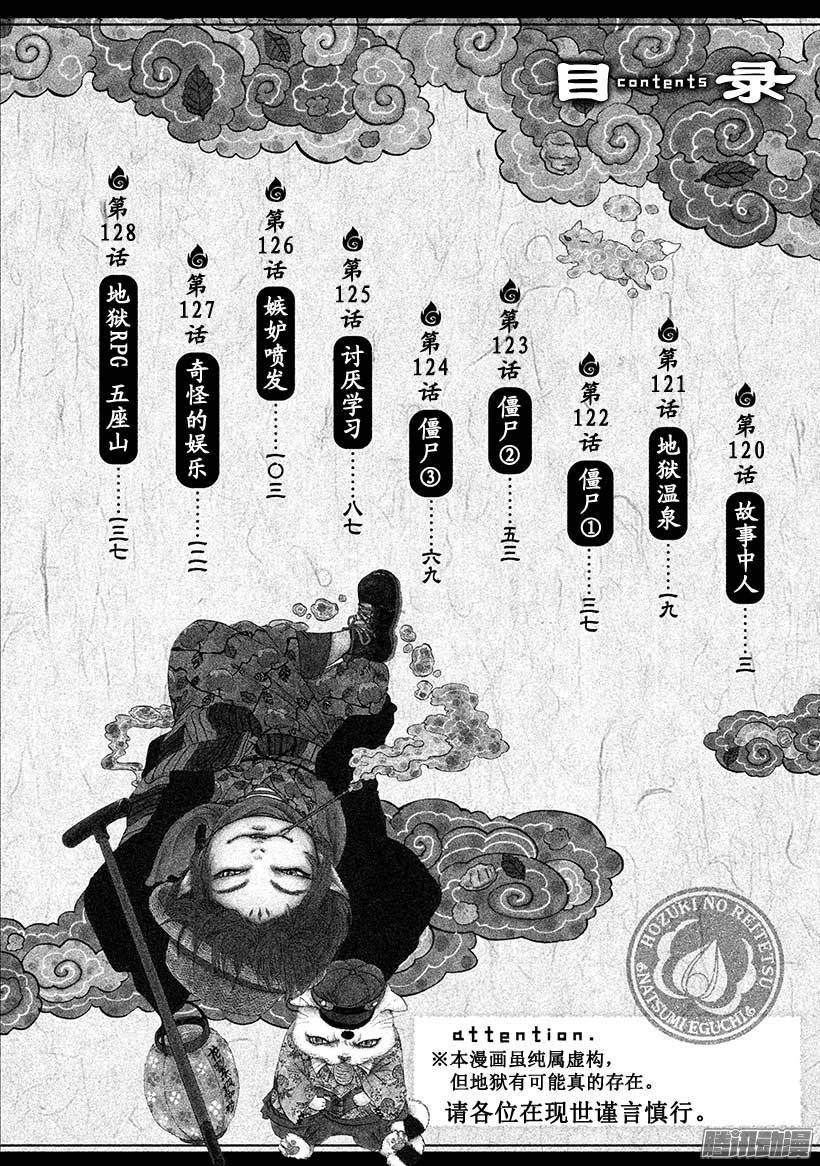 目录
contents
第120话 故事中人……三
第121话 地狱温泉……一九
第122话 僵尸①……三七
第123话 僵尸②……五三
第124话 僵尸③……六九
第125话 讨厌学习……八七
第126话 嫉妒喷发……一〇三
第127话 奇怪的娱乐……一二一
第128话 地狱RPG 五座山……一三七
HOZUKI NO REITETSU
NATSUMI EGUCHI
attention.
※本漫画虽纯属虚构，
但地狱有可能真的存在。
请各位在现世谨言慎行。
腾讯动漫